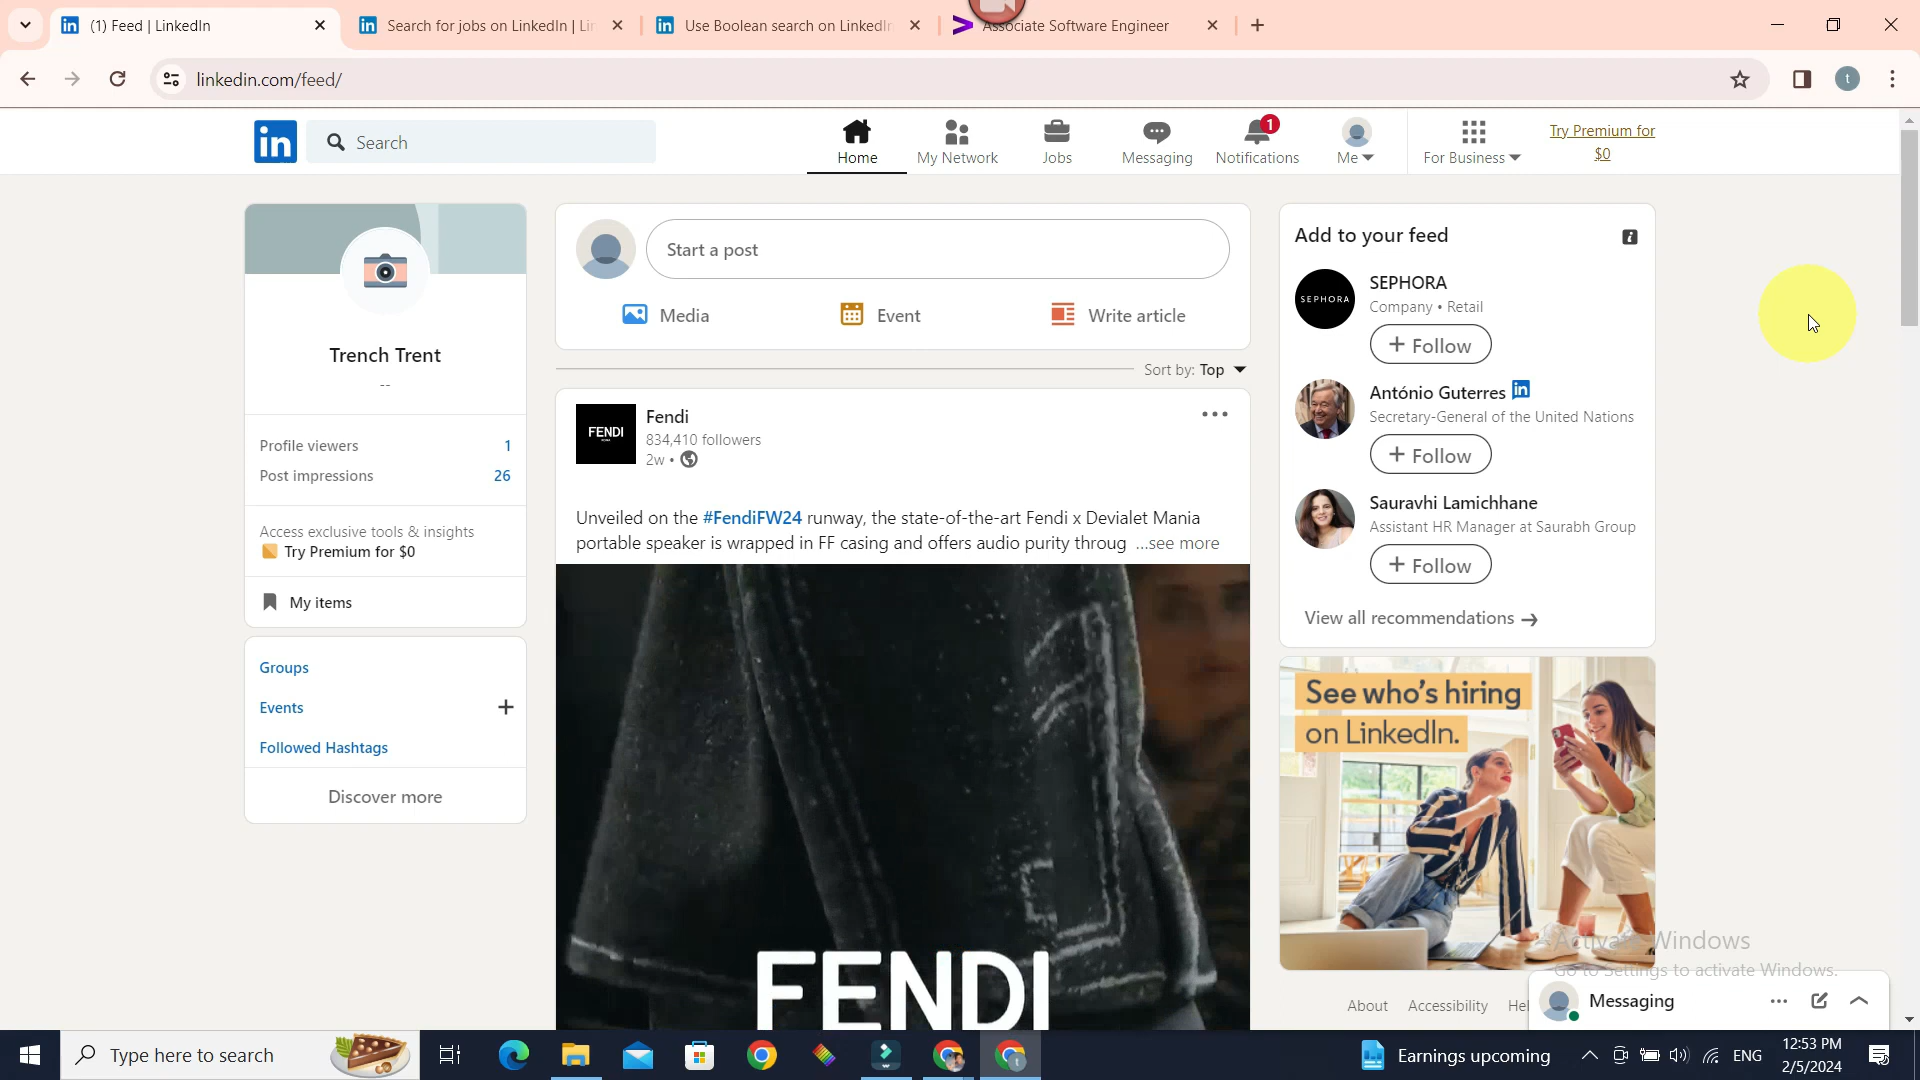 (1) Feed | LinkedIn
Search for jobs on LinkedIn | Lin
Use Boolean search on LinkedIn
Associate Software Engineer
linkedin.com/feed/
t
in
Search
Home
My Network
Jobs
Messaging
1
Notifications
Me
For Business
Try Premium for
$0
Trench Trent
--
Profile viewers 1
Post impressions 26
Access exclusive tools & insights
Try Premium for $0
My items
Groups
Events
Followed Hashtags
Discover more
Start a post
Media
Event
Write article
Sort by: Top
FENDI
ROMA
Fendi
834,410 followers
2w •
Unveiled on the #FendiFW24 runway, the state-of-the-art Fendi x Devialet Mania
portable speaker is wrapped in FF casing and offers audio purity throug ...see more
FENDI
Add to your feed
SEPHORA
SEPHORA
Company • Retail
+ Follow
António Guterres in
Secretary-General of the United Nations
+ Follow
Sauravhi Lamichhane
Assistant HR Manager at Saurabh Group
+ Follow
View all recommendations →
See who's hiring
on LinkedIn.
Activate Windows
Go to Settings to activate Windows.
About Accessibility Hel
Messaging
Type here to search
t
Earnings upcoming
ENG
12:53 PM
2/5/2024